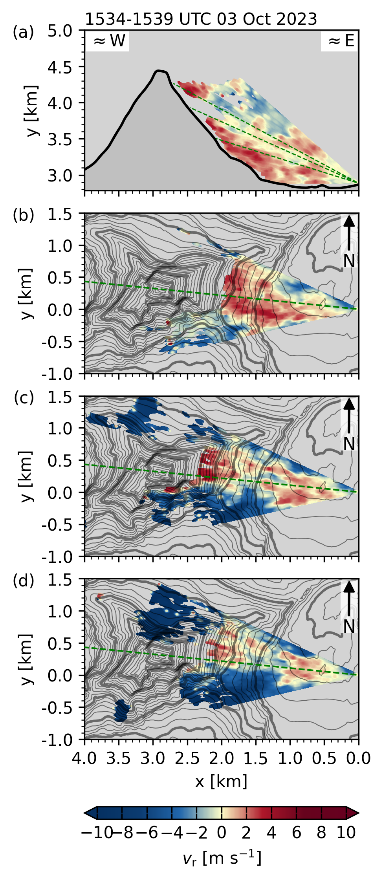 1534-1539 UTC 03 Oct 2023
(a)
≈ W
≈ E
5.0
4.5
4.0
3.5
3.0
y [km]
(b)
1.5
1.0
0.5
0.0
-0.5
-1.0
y [km]
N
(c)
1.5
1.0
0.5
0.0
-0.5
-1.0
y [km]
N
(d)
1.5
1.0
0.5
0.0
-0.5
-1.0
y [km]
N
4.0 3.5 3.0 2.5 2.0 1.5 1.0 0.5 0.0
x [km]
−10−8 −6 −4 −2 0 2 4 6 8 10
vr [m s−1]